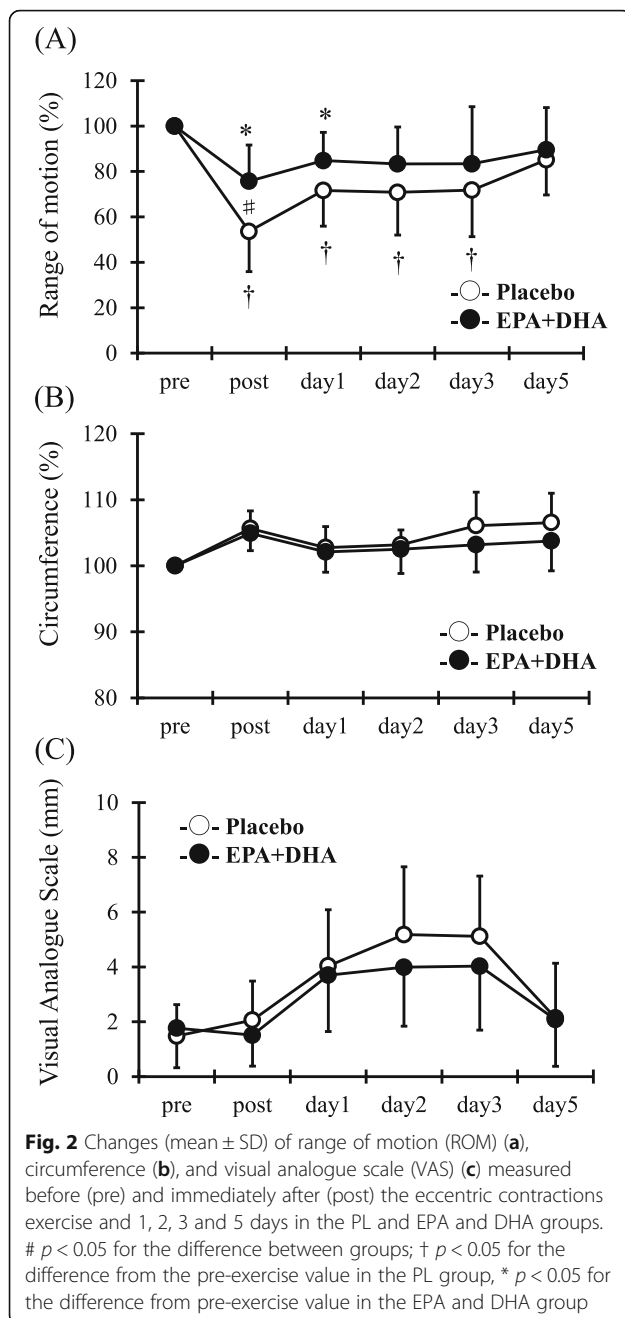 (A)
Range of motion (%)
120
100
80
60
40
20
0
* *
#
† † † †
-○- Placebo
-●- EPA+DHA
pre post day1 day2 day3 day5
(B)
Circumference (%)
120
110
100
90
80
-○- Placebo
-●- EPA+DHA
pre post day1 day2 day3 day5
(C)
Visual Analogue Scale (mm)
10
8
6
4
2
0
-○- Placebo
-●- EPA+DHA
pre post day1 day2 day3 day5
Fig. 2 Changes (mean ± SD) of range of motion (ROM) (a),
circumference (b), and visual analogue scale (VAS) (c) measured
before (pre) and immediately after (post) the eccentric contractions
exercise and 1, 2, 3 and 5 days in the PL and EPA and DHA groups.
# p < 0.05 for the difference between groups; † p < 0.05 for the
difference from the pre-exercise value in the PL group, * p < 0.05 for
the difference from pre-exercise value in the EPA and DHA group